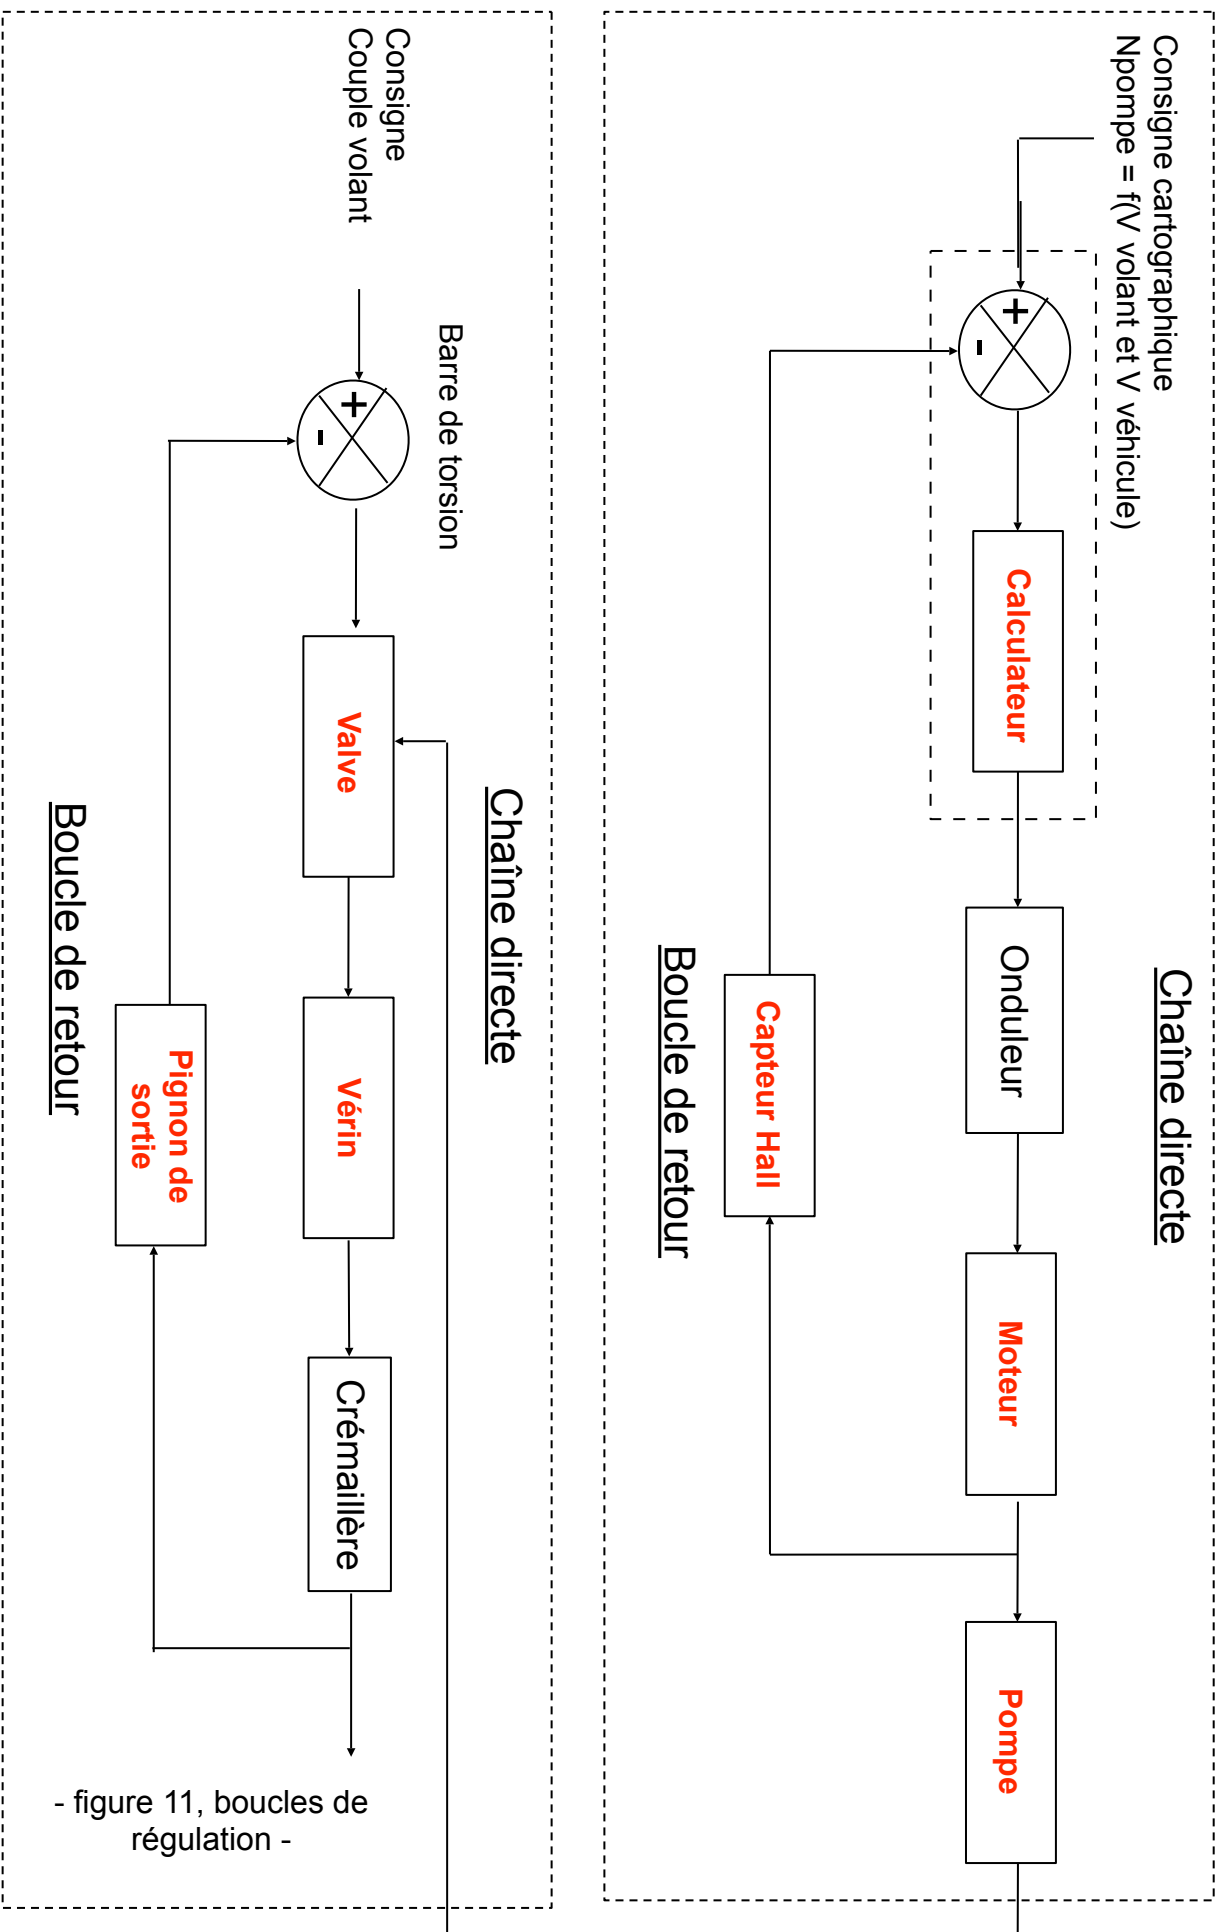 Consigne cartographique
Npompe = f(V volant et V véhicule)
+
-
Calculateur
Onduleur
Moteur
Pompe
Chaîne directe
Capteur Hall
Boucle de retour
Consigne
Couple volant
Barre de torsion
+
-
Valve
Vérin
Crémaillère
Chaîne directe
Pignon de
sortie
Boucle de retour
- figure 11, boucles de
régulation -